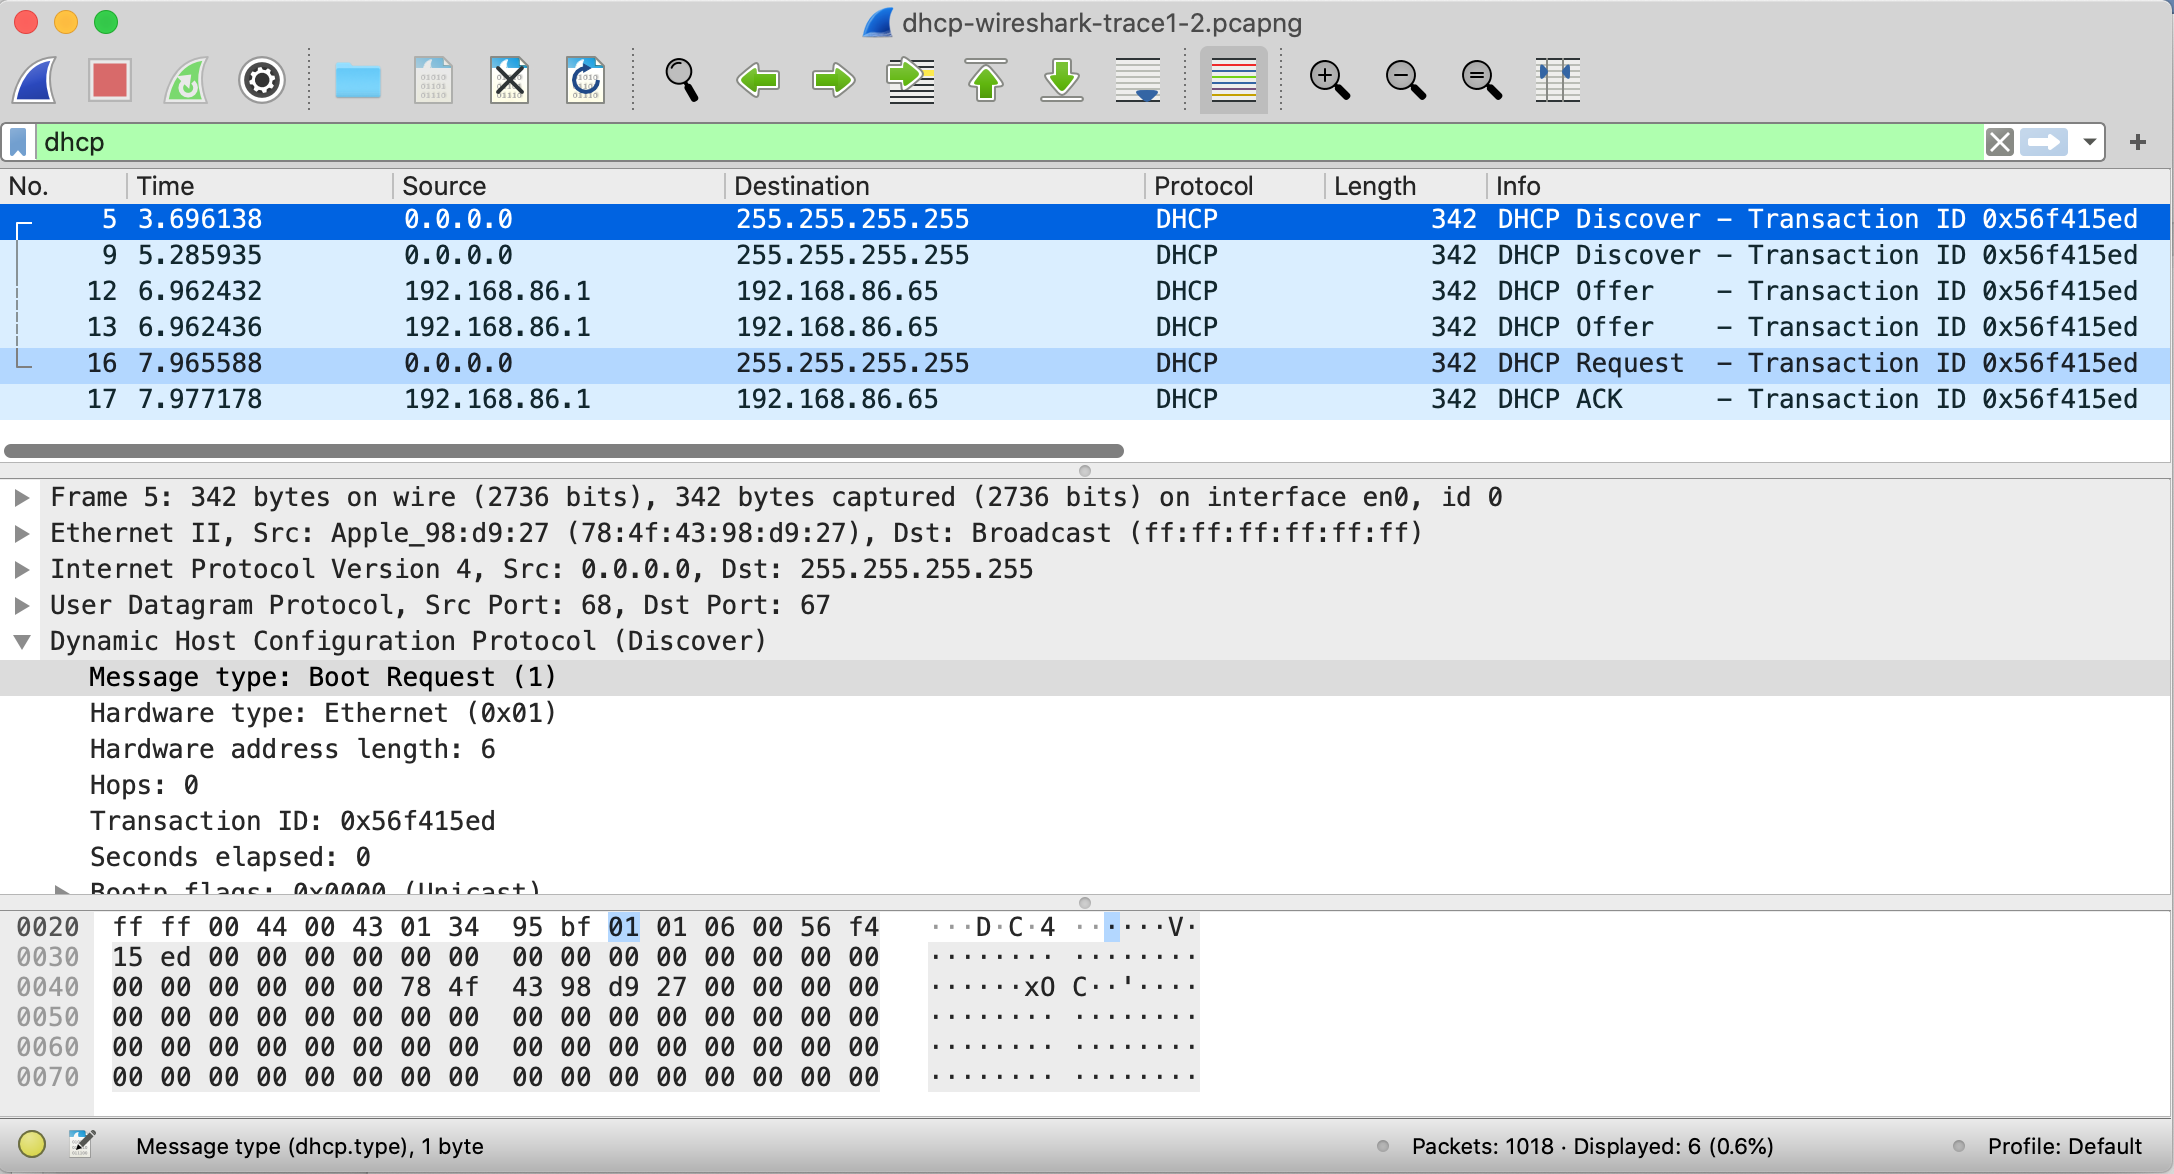 dhcp-wireshark-trace1-2.pcapng
dhcp
No. Time Source Destination Protocol Length Info
5 3.696138 0.0.0.0 255.255.255.255 DHCP 342 DHCP Discover – Transaction ID 0x56f415ed
9 5.285935 0.0.0.0 255.255.255.255 DHCP 342 DHCP Discover – Transaction ID 0x56f415ed
12 6.962432 192.168.86.1 192.168.86.65 DHCP 342 DHCP Offer – Transaction ID 0x56f415ed
13 6.962436 192.168.86.1 192.168.86.65 DHCP 342 DHCP Offer – Transaction ID 0x56f415ed
16 7.965588 0.0.0.0 255.255.255.255 DHCP 342 DHCP Request – Transaction ID 0x56f415ed
17 7.977178 192.168.86.1 192.168.86.65 DHCP 342 DHCP ACK – Transaction ID 0x56f415ed
Frame 5: 342 bytes on wire (2736 bits), 342 bytes captured (2736 bits) on interface en0, id 0
Ethernet II, Src: Apple_98:d9:27 (78:4f:43:98:d9:27), Dst: Broadcast (ff:ff:ff:ff:ff:ff)
Internet Protocol Version 4, Src: 0.0.0.0, Dst: 255.255.255.255
User Datagram Protocol, Src Port: 68, Dst Port: 67
Dynamic Host Configuration Protocol (Discover)
Message type: Boot Request (1)
Hardware type: Ethernet (0x01)
Hardware address length: 6
Hops: 0
Transaction ID: 0x56f415ed
Seconds elapsed: 0
Bootp flags: 0x0000 (Unicast)
0020 ff ff 00 44 00 43 01 34 95 bf 01 01 06 00 56 f4 ···D·C·4 ······V·
0030 15 ed 00 00 00 00 00 00 00 00 00 00 00 00 00 00 ········ ········
0040 00 00 00 00 00 00 78 4f 43 98 d9 27 00 00 00 00 ······xO C··'····
0050 00 00 00 00 00 00 00 00 00 00 00 00 00 00 00 00 ········ ········
0060 00 00 00 00 00 00 00 00 00 00 00 00 00 00 00 00 ········ ········
0070 00 00 00 00 00 00 00 00 00 00 00 00 00 00 00 00 ········ ········
Message type (dhcp.type), 1 byte Packets: 1018 · Displayed: 6 (0.6%) Profile: Default